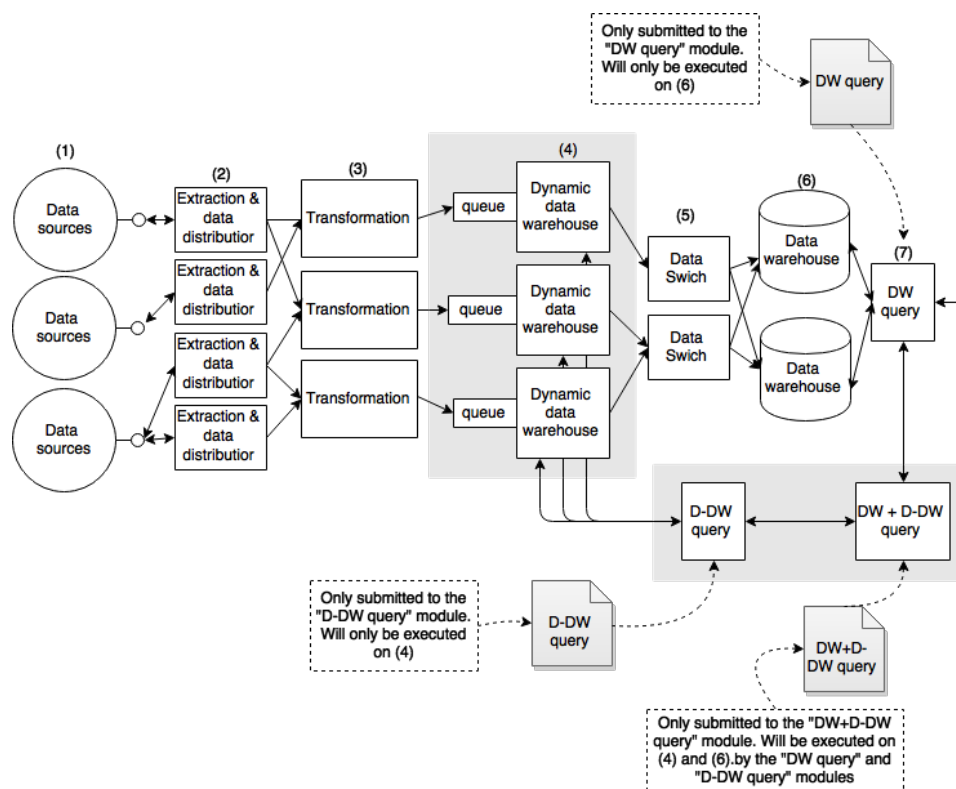 Only submitted to the
"DW query" module.
Will only be executed
on (6)
DW query
(1)
(2)
(3)
(4)
(5)
(6)
(7)
Data
sources
Data
sources
Data
sources
Extraction &
data
distributior
Extraction &
data
distributior
Extraction &
data
distributior
Extraction &
data
distributior
Transformation
Transformation
Transformation
queue
queue
queue
Dynamic
data
warehouse
Dynamic
data
warehouse
Dynamic
data
warehouse
Data
Swich
Data
Swich
Data
warehouse
Data
warehouse
DW
query
D-DW
query
DW + D-DW
query
Only submitted to the
"D-DW query" module.
Will only be executed
on (4)
D-DW
query
DW+D-
DW query
Only submitted to the "DW+D-DW
query" module. Will be executed on
(4) and (6).by the "DW query" and
"D-DW query" modules